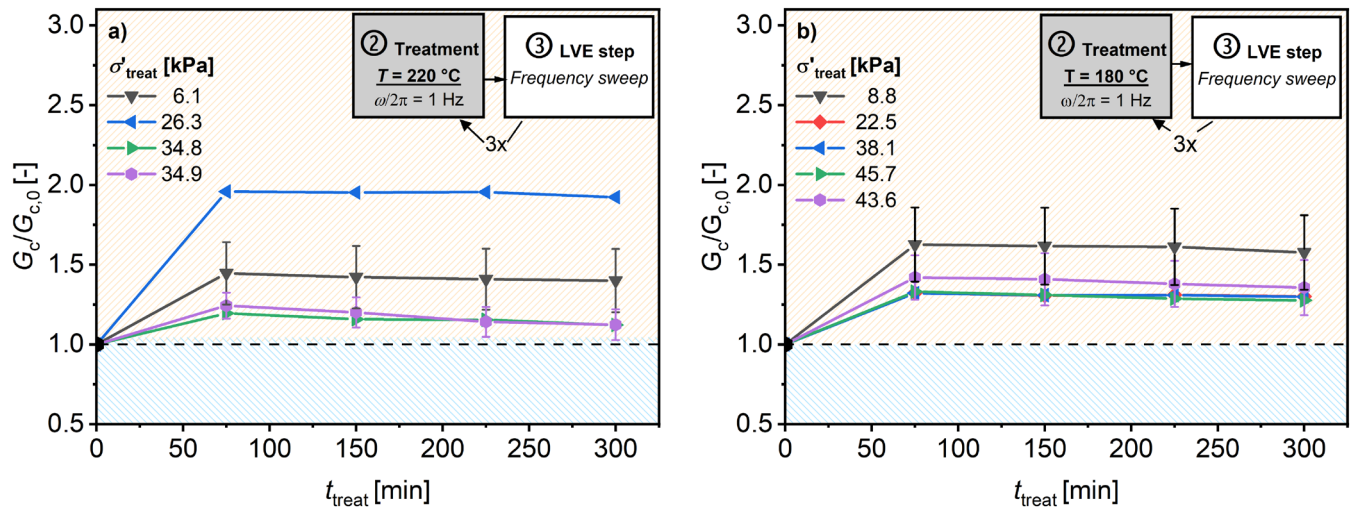 a)
σ'treat [kPa]
6.1
26.3
34.8
34.9
② Treatment
T = 220 °C
ω/2π = 1 Hz
③ LVE step
Frequency sweep
3x
3.0
2.5
2.0
1.5
1.0
0.5
Gc/Gc,0 [-]
0 50 100 150 200 250 300
ttreat [min]
b)
σ'treat [kPa]
8.8
22.5
38.1
45.7
43.6
② Treatment
T = 180 °C
ω/2π = 1 Hz
③ LVE step
Frequency sweep
3x
3.0
2.5
2.0
1.5
1.0
0.5
Gc/Gc,0 [-]
0 50 100 150 200 250 300
ttreat [min]